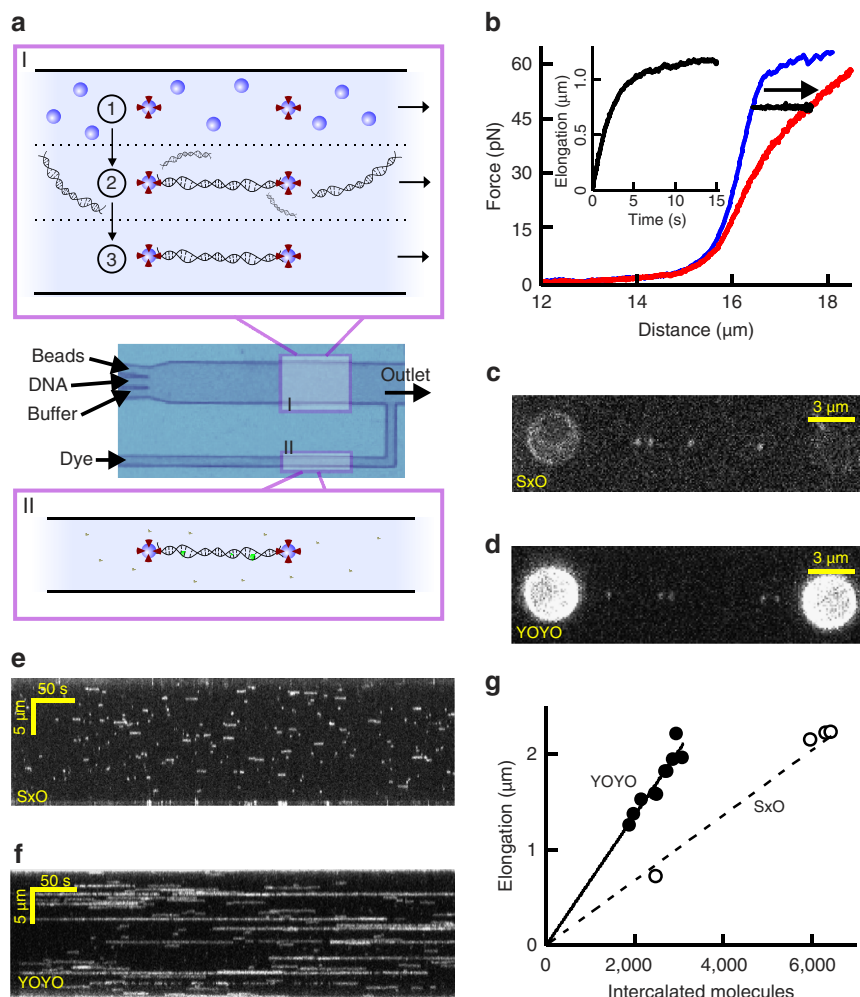 a
I
1
2
3
Beads
DNA
Buffer
Dye
Outlet
I
II
II
b
Force (pN)
60
45
30
15
0
12
14
16
18
Distance (µm)
Elongation (µm)
1.0
0.5
0
0
5
10
15
Time (s)
c
3 µm
SxO
d
3 µm
YOYO
e
50 s
5 µm
SxO
f
50 s
5 µm
YOYO
g
Elongation (µm)
2
1
0
YOYO
SxO
0
2,000
4,000
6,000
Intercalated molecules